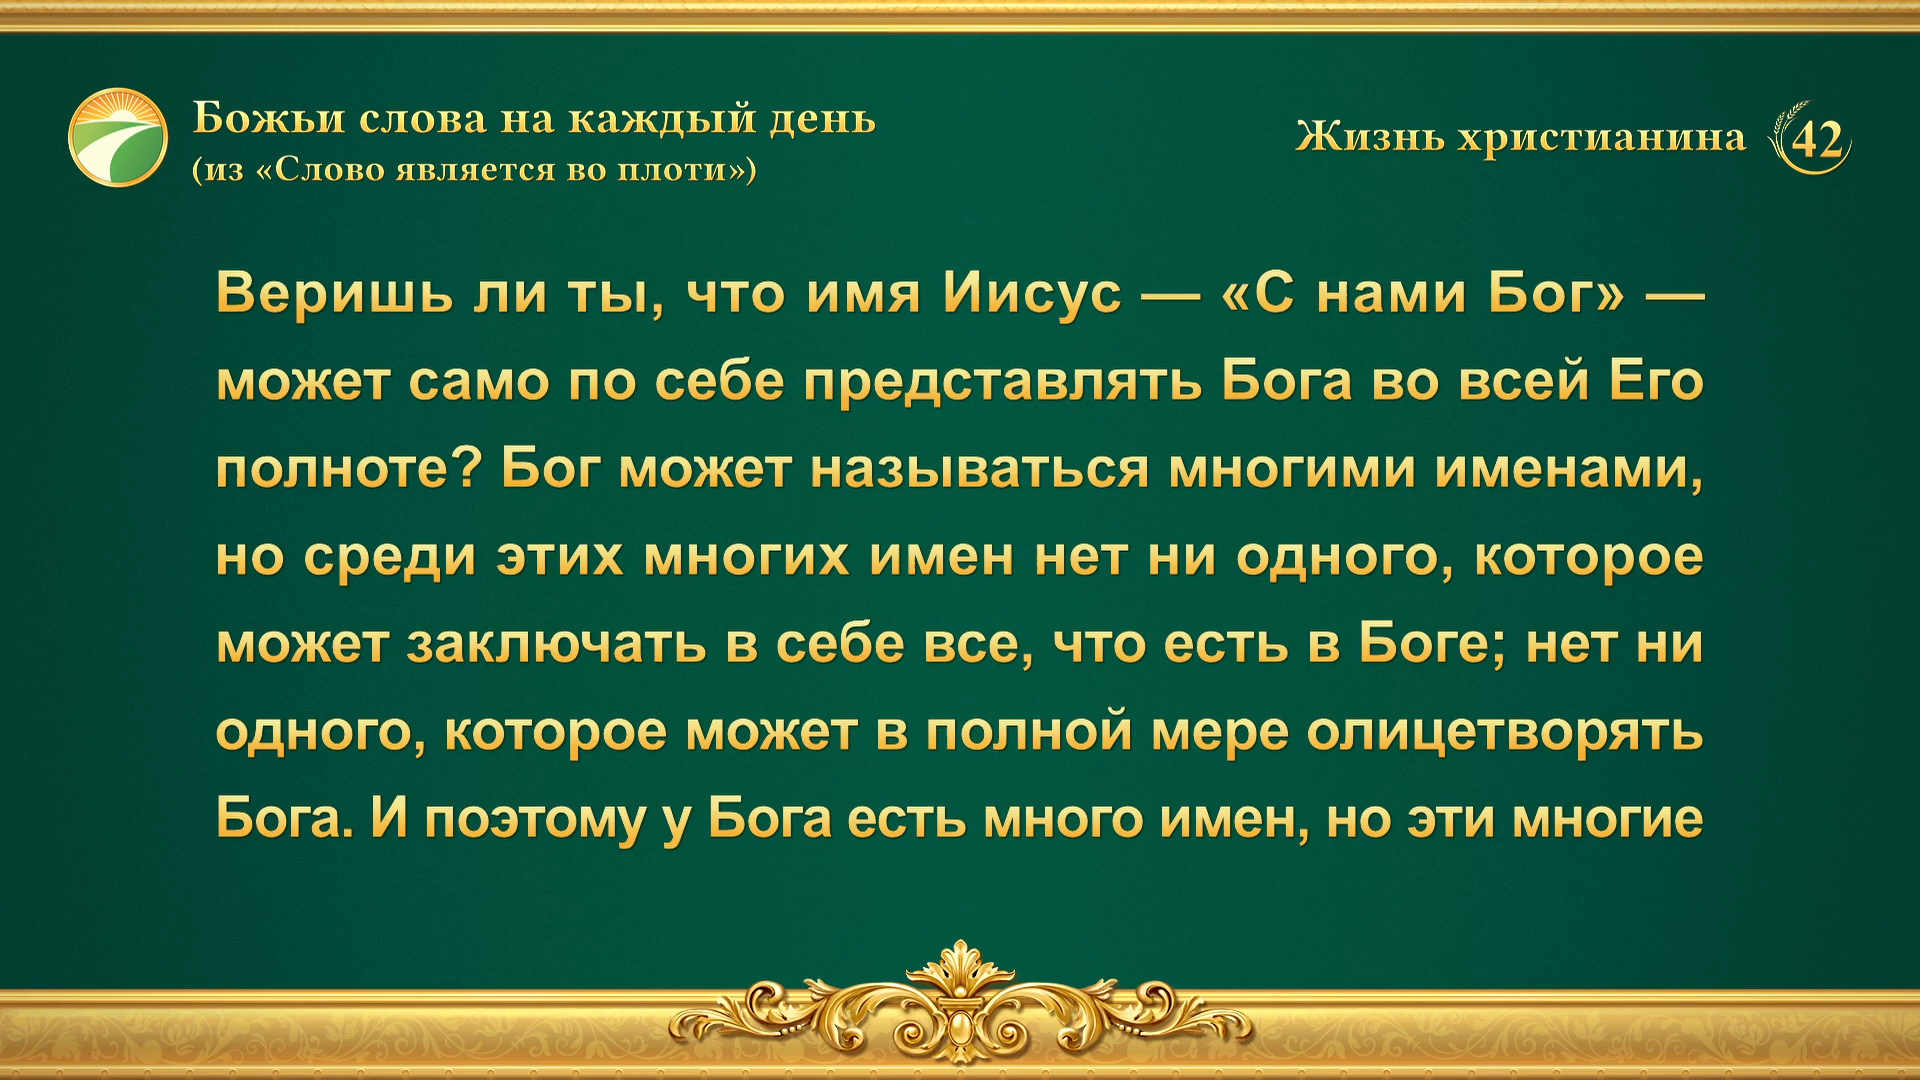 Божьи слова на каждый день
(из «Слово является во плоти»)
Жизнь христианина 42
Веришь ли ты, что имя Иисус — «С нами Бог» —
может само по себе представлять Бога во всей Его
полноте? Бог может называться многими именами,
но среди этих многих имен нет ни одного, которое
может заключать в себе все, что есть в Боге; нет ни
одного, которое может в полной мере олицетворять
Бога. И поэтому у Бога есть много имен, но эти многие